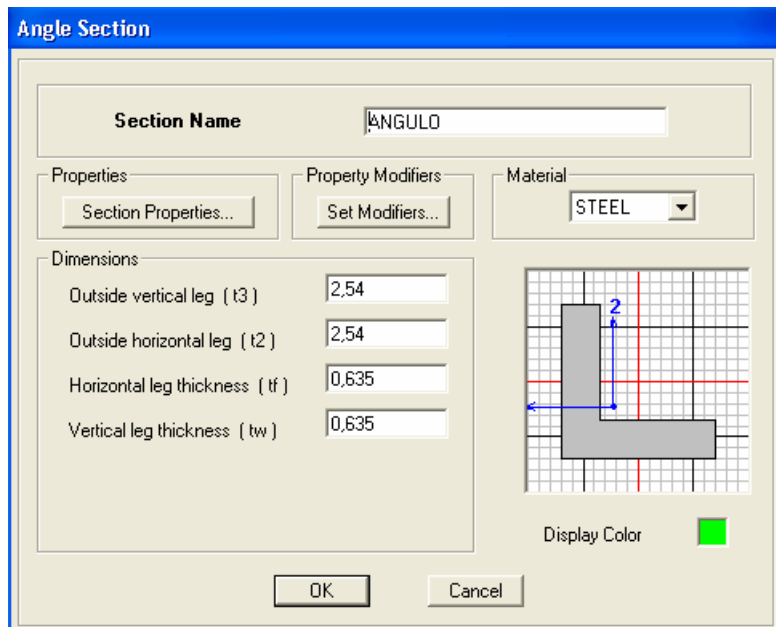 Angle Section
Section Name
ANGULO
Properties
Section Properties...
Property Modifiers
Set Modifiers...
Material
STEEL
Dimensions
Outside vertical leg ( t3 )
2,54
Outside horizontal leg ( t2 )
2,54
Horizontal leg thickness ( tf )
0,635
Vertical leg thickness ( tw )
0,635
2
Display Color
OK
Cancel